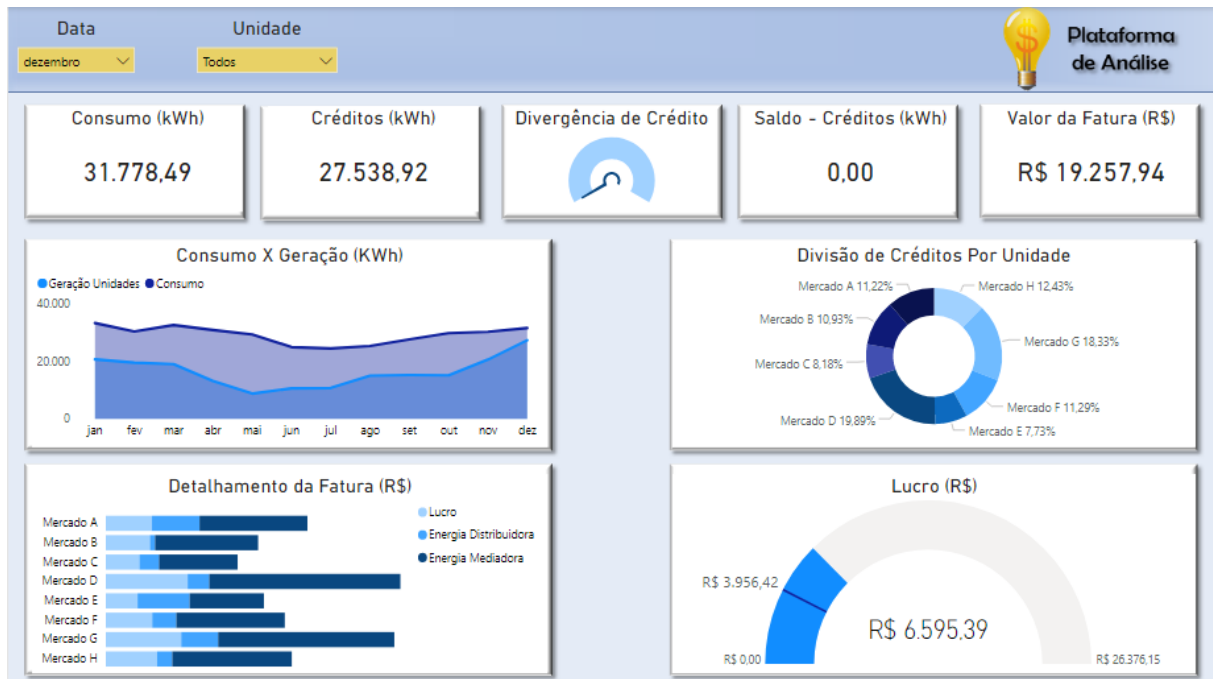 Data
Unidade
dezembro
Todos
Plataforma
de Análise
Consumo (kWh)
31.778,49
Créditos (kWh)
27.538,92
Divergência de Crédito
Saldo - Créditos (kWh)
0,00
Valor da Fatura (R$)
R$ 19.257,94
Consumo X Geração (KWh)
Geração Unidades Consumo
40.000
20.000
0
jan fev mar abr mai jun jul ago set out nov dez
Divisão de Créditos Por Unidade
Mercado A 11,22%
Mercado H 12,43%
Mercado B 10,93%
Mercado G 18,33%
Mercado C 8,18%
Mercado F 11,29%
Mercado D 19,89%
Mercado E 7,73%
Detalhamento da Fatura (R$)
Lucro
Energia Distribuidora
Energia Mediadora
Mercado A
Mercado B
Mercado C
Mercado D
Mercado E
Mercado F
Mercado G
Mercado H
Lucro (R$)
R$ 3.956,42
R$ 6.595,39
R$ 0,00
R$ 26.376,15